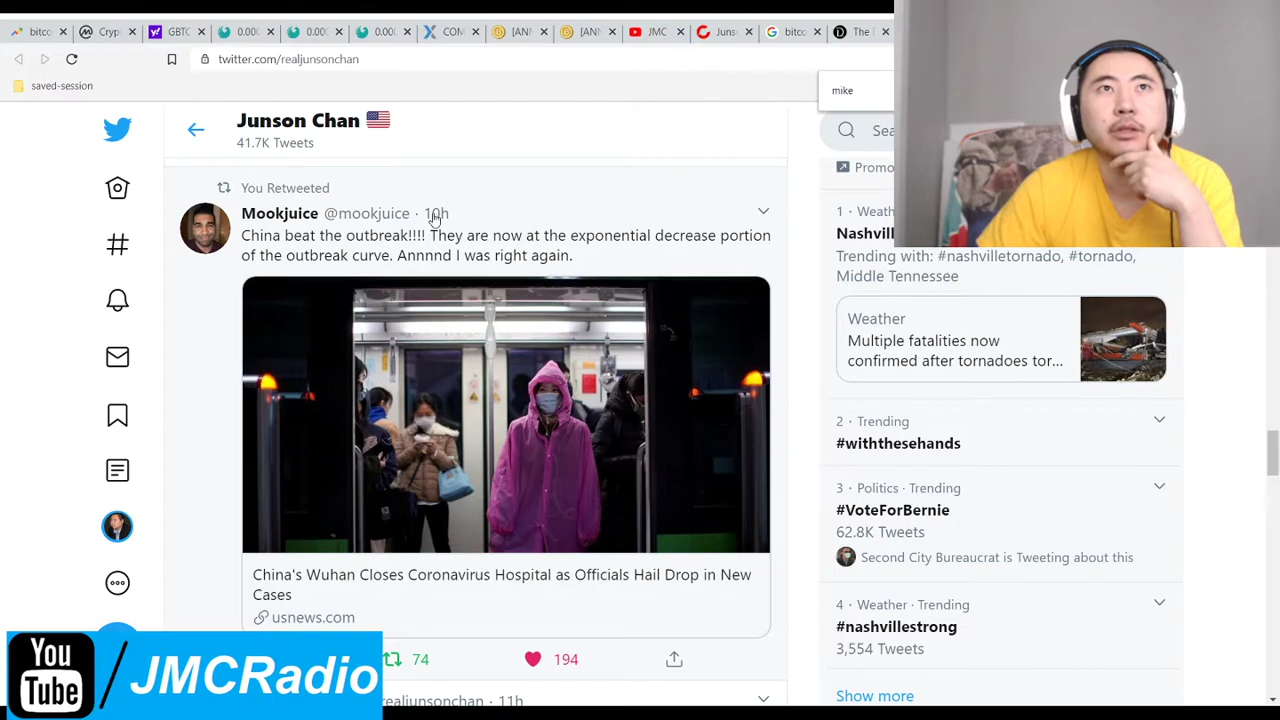 bitco
Cryp
GBTC
0.00
0.00
0.00
COM
[ANN
[ANN
JMC
Juns
bitco
The
twitter.com/realjunsonchan
saved-session
mike
Junson Chan
41.7K Tweets
You Retweeted
Mookjuice @mookjuice · 10h
China beat the outbreak!!!! They are now at the exponential decrease portion
of the outbreak curve. Annnnd I was right again.
China's Wuhan Closes Coronavirus Hospital as Officials Hail Drop in New
Cases
usnews.com
74
194
realjunsonchan · 11h
Sea
Promo
1 · Weath
Nashvill
Trending with: #nashvilletornado, #tornado,
Middle Tennessee
Weather
Multiple fatalities now
confirmed after tornadoes tor...
2 · Trending
#withthesehands
3 · Politics · Trending
#VoteForBernie
62.8K Tweets
Second City Bureaucrat is Tweeting about this
4 · Weather · Trending
#nashvillestrong
3,554 Tweets
Show more
You
Tube
/JMCRadio